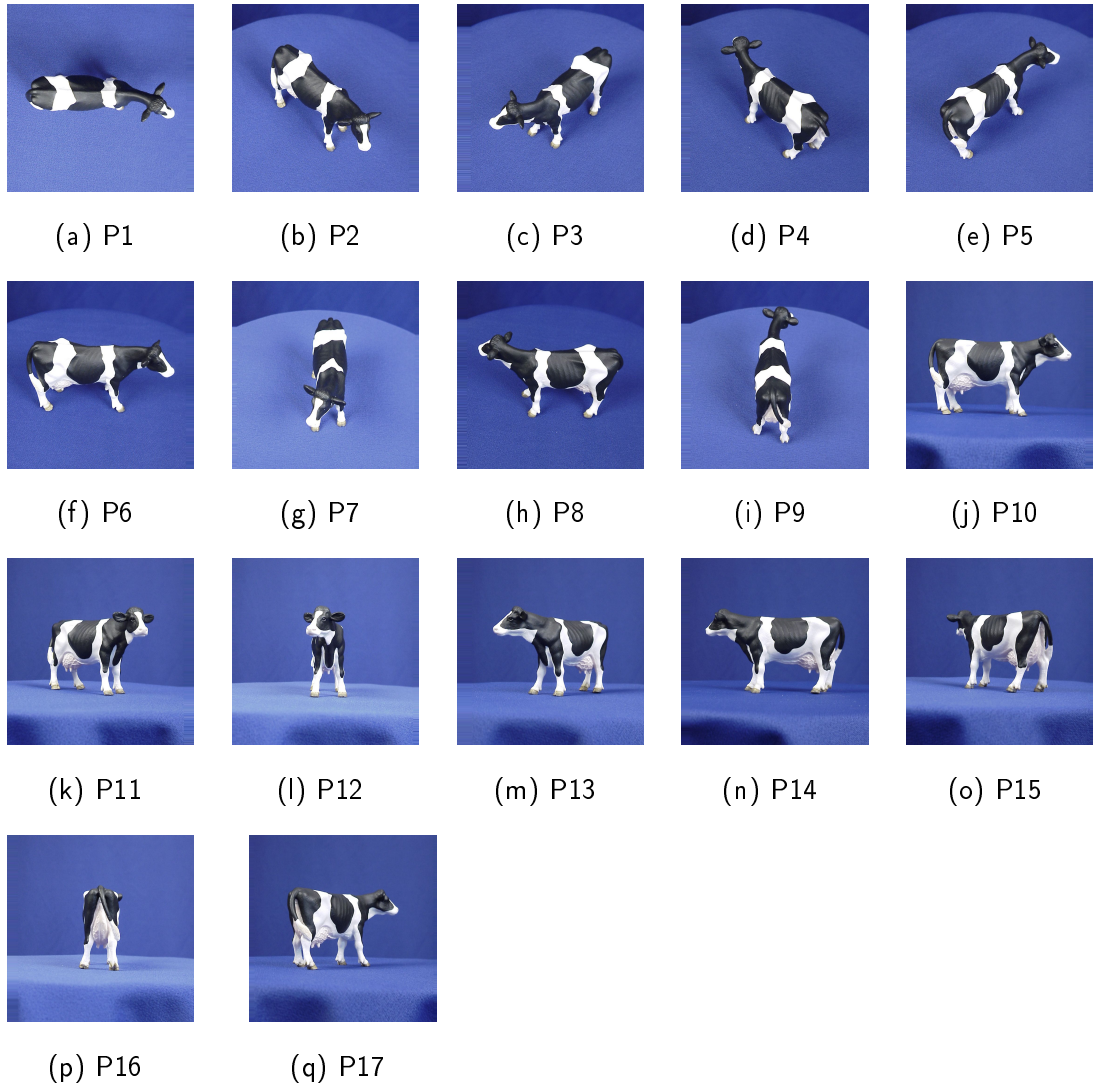 (a) P1
(b) P2
(c) P3
(d) P4
(e) P5
(f) P6
(g) P7
(h) P8
(i) P9
(j) P10
(k) P11
(l) P12
(m) P13
(n) P14
(o) P15
(p) P16
(q) P17